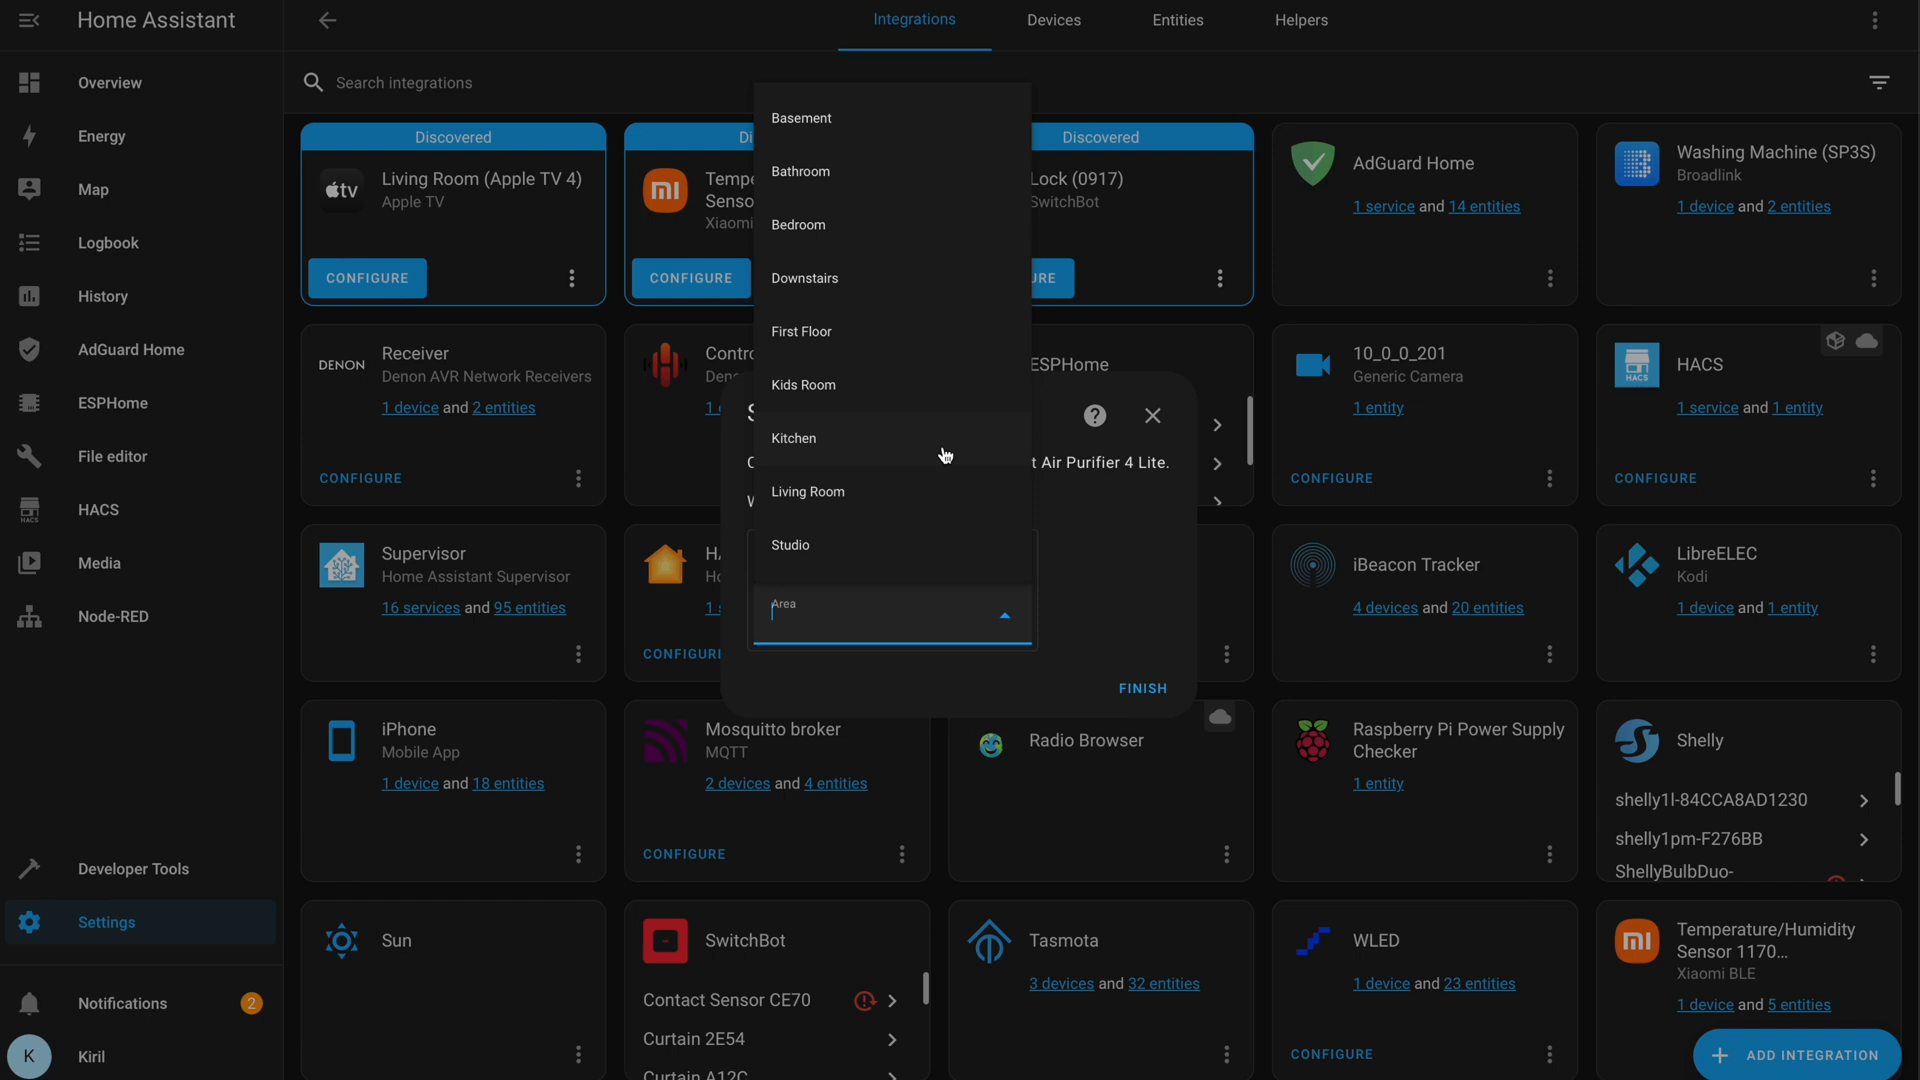 Home Assistant
Integrations
Devices
Entities
Helpers
Search integrations
Overview
Energy
Map
Logbook
History
AdGuard Home
ESPHome
File editor
HACS
HACS
Media
Node-RED
Developer Tools
Settings
Notifications
2
K
Kiril
Discovered
tv
Living Room (Apple TV 4)
Apple TV
CONFIGURE
Xiaomi
CONFIGURE
Discovered
Lock (0917)
SwitchBot
AdGuard Home
1 service and 14 entities
Washing Machine (SP3S)
Broadlink
1 device and 2 entities
DENON
Receiver
Denon AVR Network Receivers
1 device and 2 entities
CONFIGURE
ESPHome
10_0_0_201
Generic Camera
1 entity
CONFIGURE
HACS
HACS
1 service and 1 entity
CONFIGURE
Basement
Bathroom
Bedroom
Downstairs
First Floor
Kids Room
Kitchen
Living Room
Studio
Area
t Air Purifier 4 Lite.
FINISH
Supervisor
Home Assistant Supervisor
16 services and 95 entities
iBeacon Tracker
4 devices and 20 entities
LibreELEC
Kodi
1 device and 1 entity
iPhone
Mobile App
1 device and 18 entities
Mosquitto broker
MQTT
2 devices and 4 entities
CONFIGURE
Radio Browser
Raspberry Pi Power Supply
Checker
1 entity
Shelly
shelly1l-84CCA8AD1230
shelly1pm-F276BB
ShellyBulbDuo-
Sun
SwitchBot
Contact Sensor CE70
Curtain 2E54
Curtain A12C
Tasmota
3 devices and 32 entities
WLED
1 device and 23 entities
CONFIGURE
Temperature/Humidity
Sensor 1170...
Xiaomi BLE
1 device and 5 entities
ADD INTEGRATION